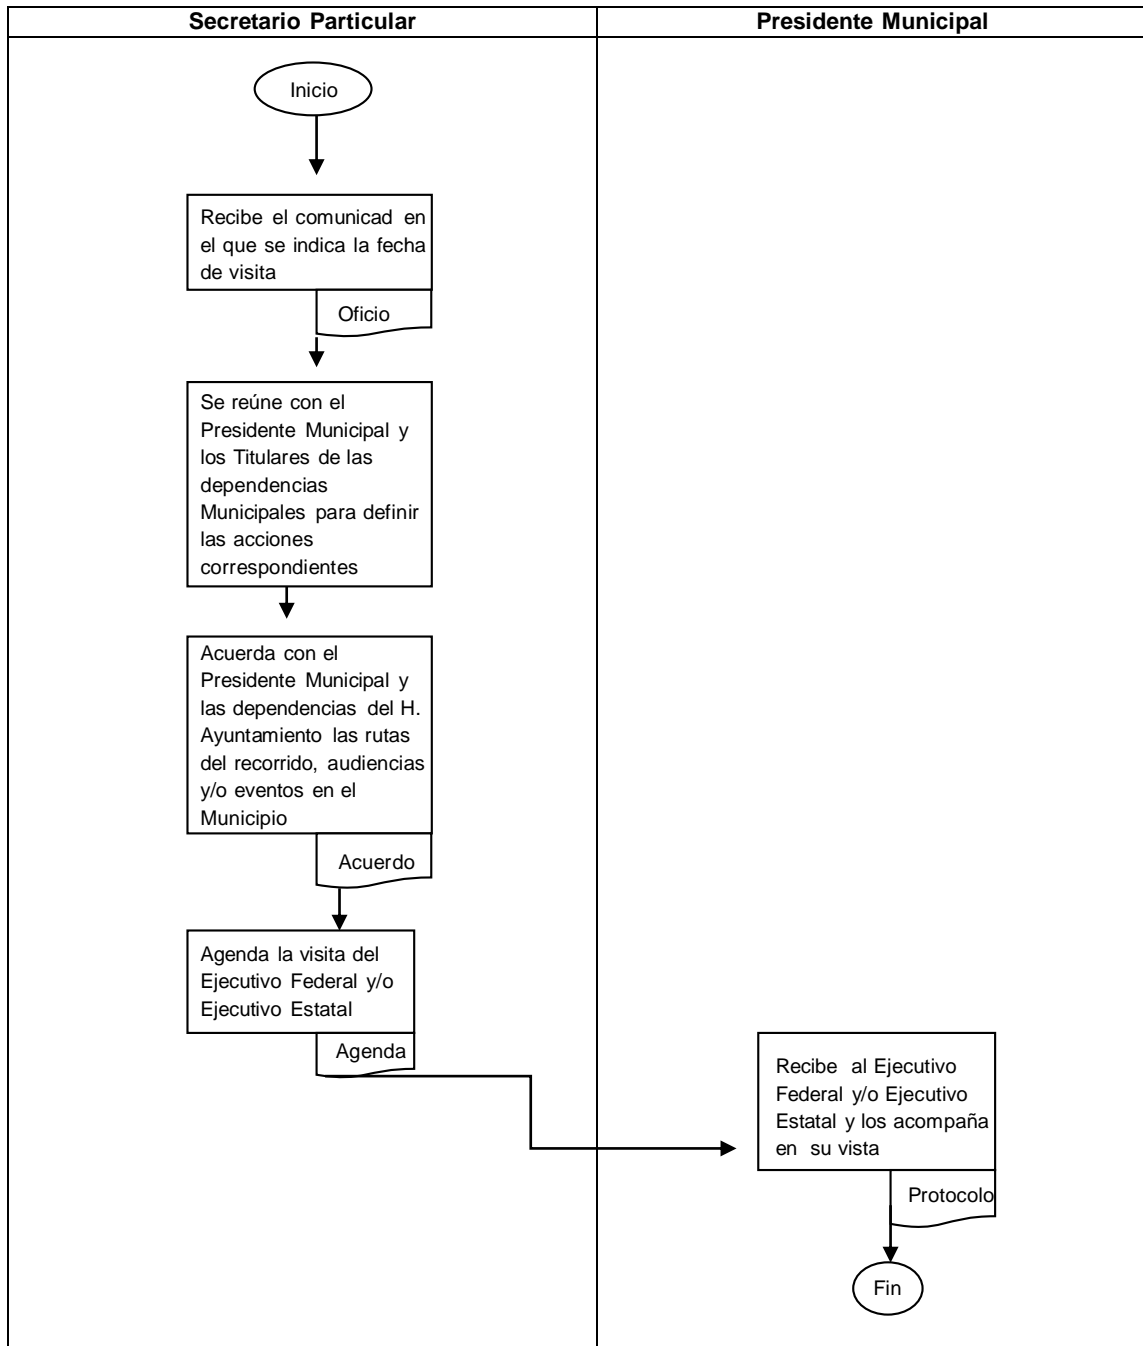 Secretario Particular
Presidente Municipal
Inicio
Recibe el comunicad en
el que se indica la fecha
de visita
Oficio
Se reúne con el
Presidente Municipal y
los Titulares de las
dependencias
Municipales para definir
las acciones
correspondientes
Acuerda con el
Presidente Municipal y
las dependencias del H.
Ayuntamiento las rutas
del recorrido, audiencias
y/o eventos en el
Municipio
Acuerdo
Agenda la visita del
Ejecutivo Federal y/o
Ejecutivo Estatal
Agenda
Recibe al Ejecutivo
Federal y/o Ejecutivo
Estatal y los acompaña
en su vista
Protocolo
Fin